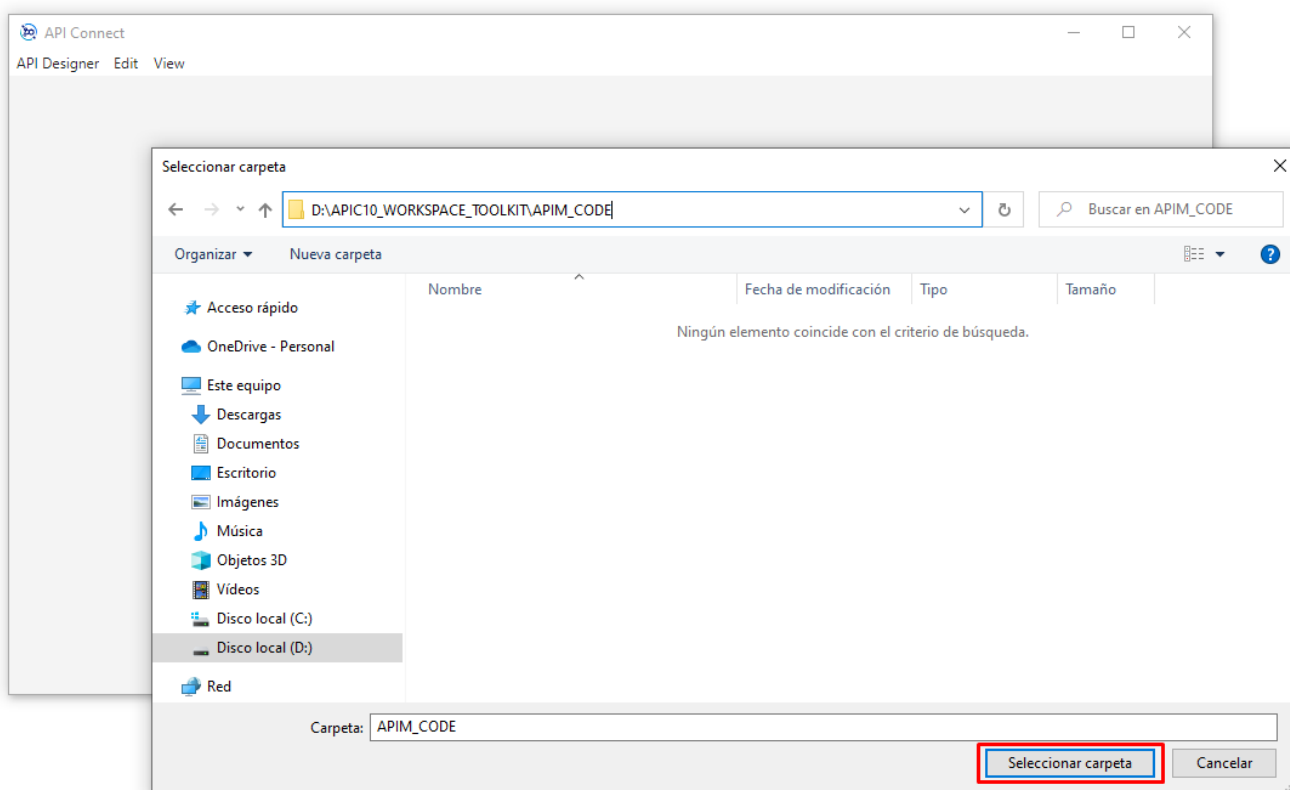 API Connect
API Designer Edit View
Seleccionar carpeta
D:\APIC10_WORKSPACE_TOOLKIT\APIM_CODE
Buscar en APIM_CODE
Organizar Nueva carpeta
?
Nombre Fecha de modificación Tipo Tamaño
Ningún elemento coincide con el criterio de búsqueda.
Acceso rápido
OneDrive - Personal
Este equipo
Descargas
Documentos
Escritorio
Imágenes
Música
Objetos 3D
Vídeos
Disco local (C:)
Disco local (D:)
Red
Carpeta: APIM_CODE
Seleccionar carpeta Cancelar